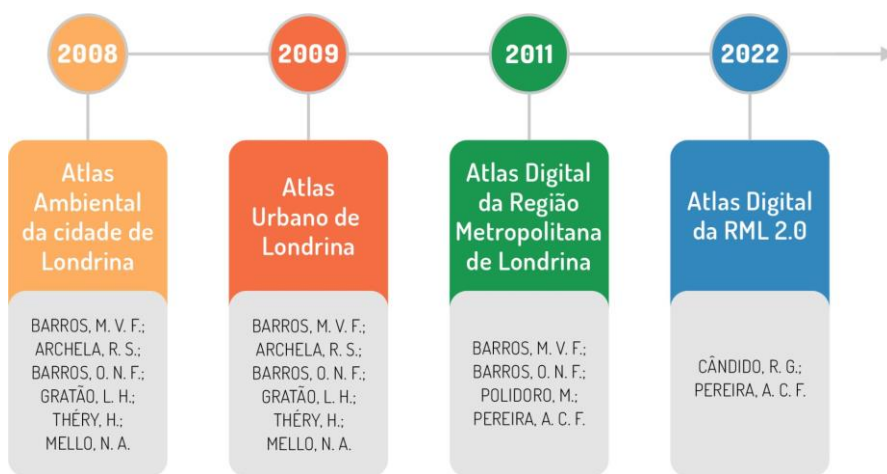 2008
2009
2011
2022
Atlas
Ambiental
da cidade de
Londrina
BARROS, M. V. F.;
ARCHELA, R. S.;
BARROS, O. N. F.;
GRATÃO, L. H.;
THÉRY, H.;
MELLO, N. A.
Atlas
Urbano de
Londrina
BARROS, M. V. F.;
ARCHELA, R. S.;
BARROS, O. N. F.;
GRATÃO, L. H.;
THÉRY, H.;
MELLO, N. A.
Atlas Digital
da Região
Metropolitana
de Londrina
BARROS, M. V. F.;
BARROS, O. N. F.;
POLIDORO, M.;
PEREIRA, A. C. F.
Atlas Digital
da RML 2.0
CÂNDIDO, R. G.;
PEREIRA, A. C. F.